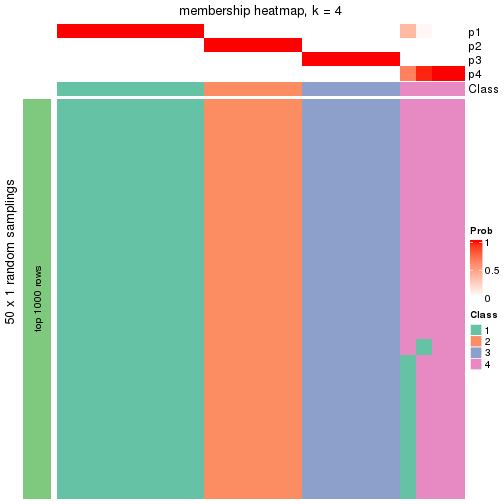 membership heatmap, k = 4
p1
p2
p3
p4
Class
50 x 1 random samplings
top 1000 rows
Prob
1
0.5
0
Class
1
2
3
4